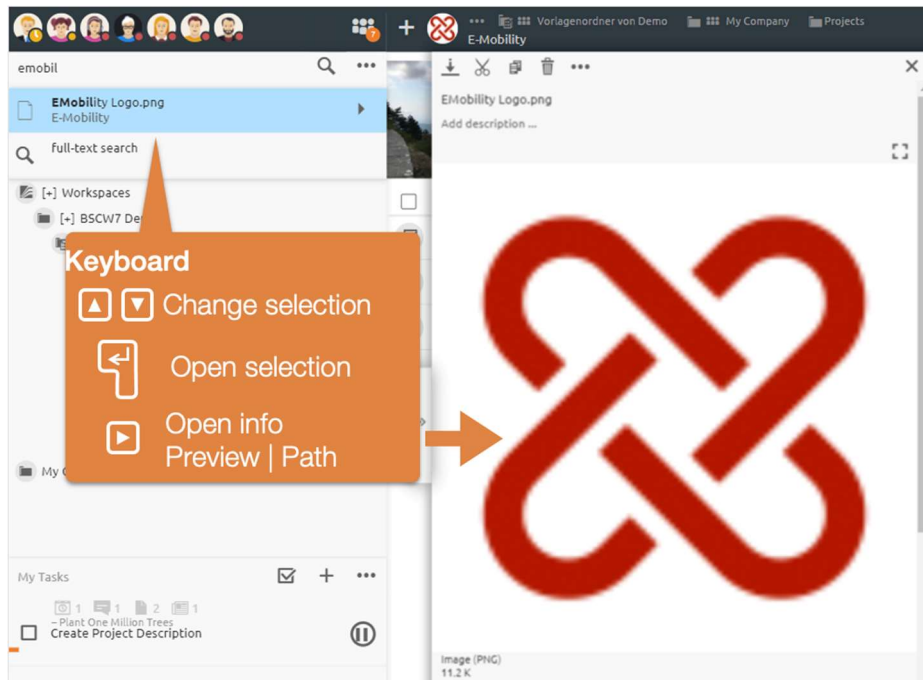 7
Vorlagenordner von Demo
My Company
Projects
E-Mobility
emobil
EMobility Logo.png
E-Mobility
full-text search
[+] Workspaces
[+] BSCW7 De
My
Keyboard
Change selection
Open selection
Open info
Preview | Path
My Tasks
1 1 2 1
– Plant One Million Trees
Create Project Description
EMobility Logo.png
Add description ...
Image (PNG)
11.2 K